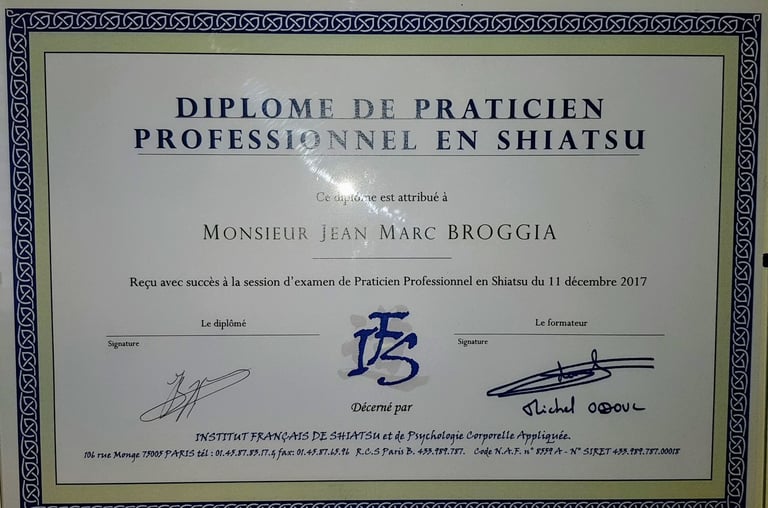 DIPLOME DE PRATICIEN
PROFESSIONNEL EN SHIATSU
Ce diplôme est attribué à
MONSIEUR JEAN MARC BROGGIA
Reçu avec succès à la session d'examen de Praticien Professionnel en Shiatsu du 11 décembre 2017
Le diplômé
Signature
IFS
Le formateur
Signature
Michel ODOUL
Décerné par
INSTITUT FRANÇAIS DE SHIATSU et de Psychologie Corporelle Appliquée.
106 rue Monge 75005 PARIS tél : 01.45.87.83.17. fax: 01.45.87.65.96 R.C.S Paris B. 433.989.787. Code N.A.F. n° 8559 A - N° SIRET 433.989.787.00018